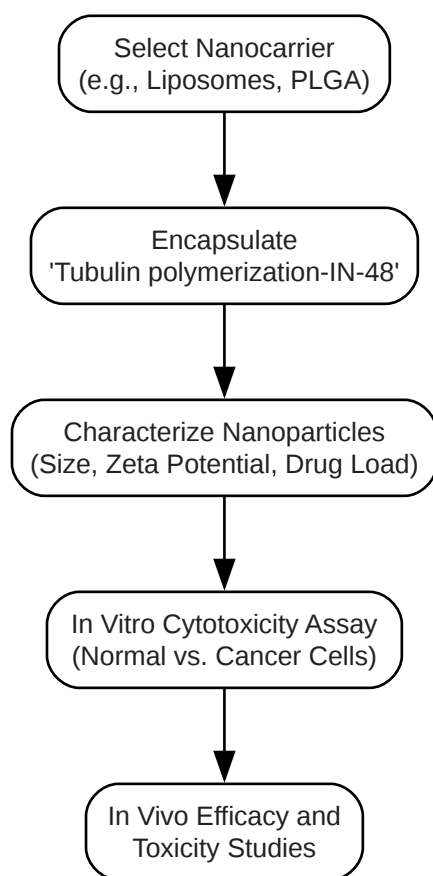 Select Nanocarrier
(e.g., Liposomes, PLGA)
Encapsulate
'Tubulin polymerization-IN-48'
Characterize Nanoparticles
(Size, Zeta Potential, Drug Load)
In Vitro Cytotoxicity Assay
(Normal vs. Cancer Cells)
In Vivo Efficacy and
Toxicity Studies